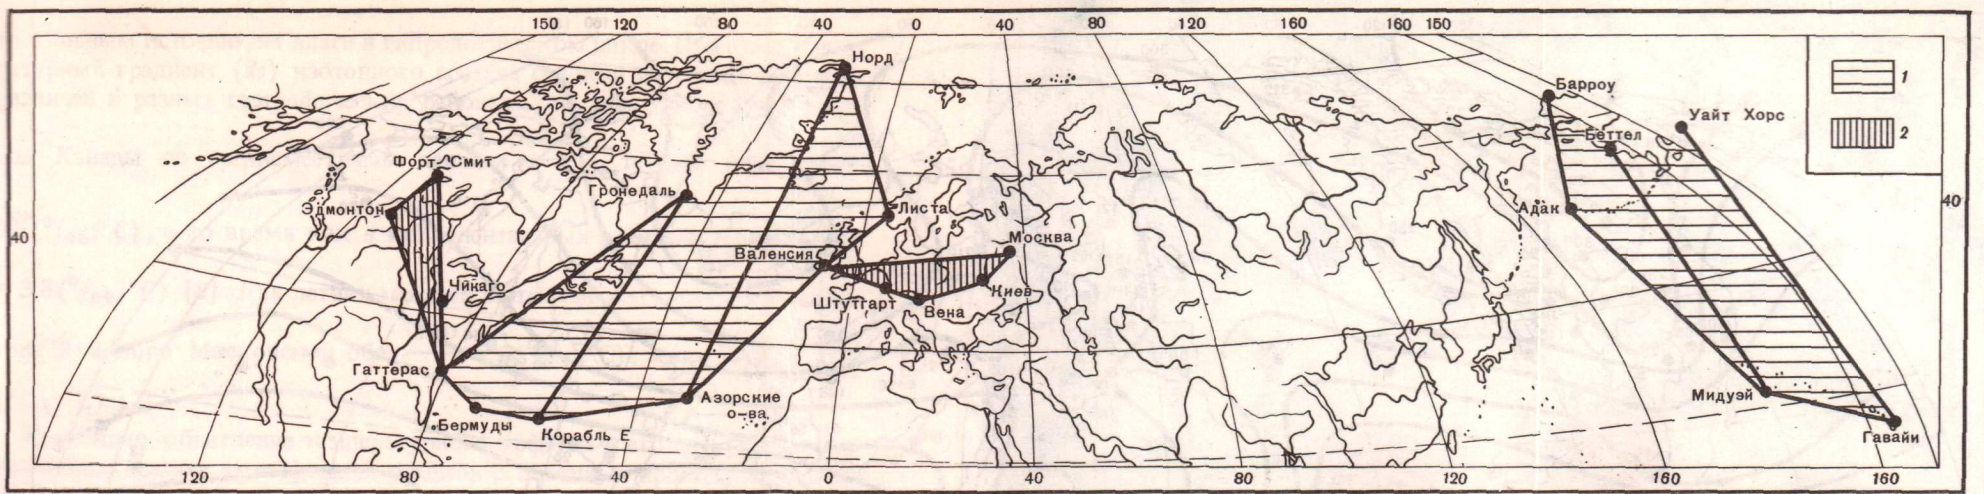 150 120 80 40 0 40 80 120 160 160 150
Норд
Барроу
1
Уайт Хорс
Беттел
2
Форт Смит
Гронедаль
Эдмонтон
Листа
Адак
40
40
Москва
Валенсия
Чикаго
Штутгарт
Киев
Вена
Гаттерас
Азорские
о-ва
Мидуэй
Бермуды
Корабль Е
Гавайи
120 80 40 0 40 80 120 160 160